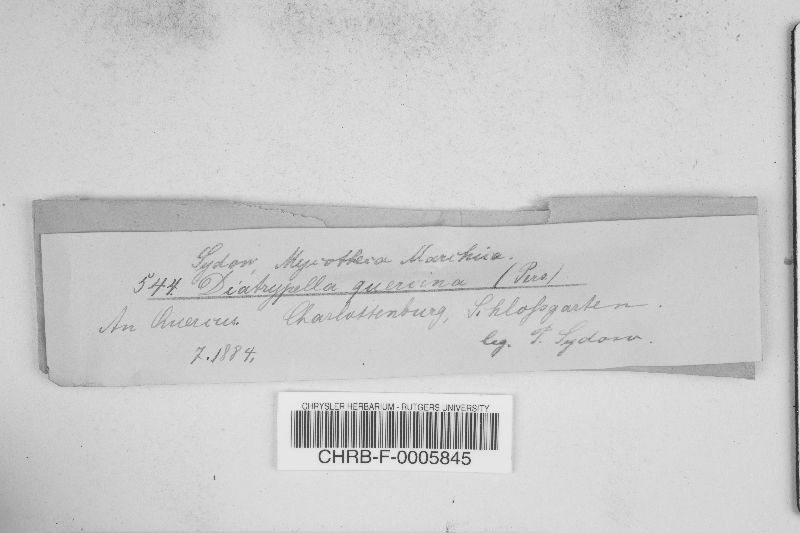 Sydow, Mycotheca Marchica.
544. Diatrypella quercina (Pers.)
An Quercus. Charlottenburg, Schloßgarten.
7. 1884. leg. P. Sydow.
CHRYSLER HERBARIUM - RUTGERS UNIVERSITY
CHRB-F-0005845